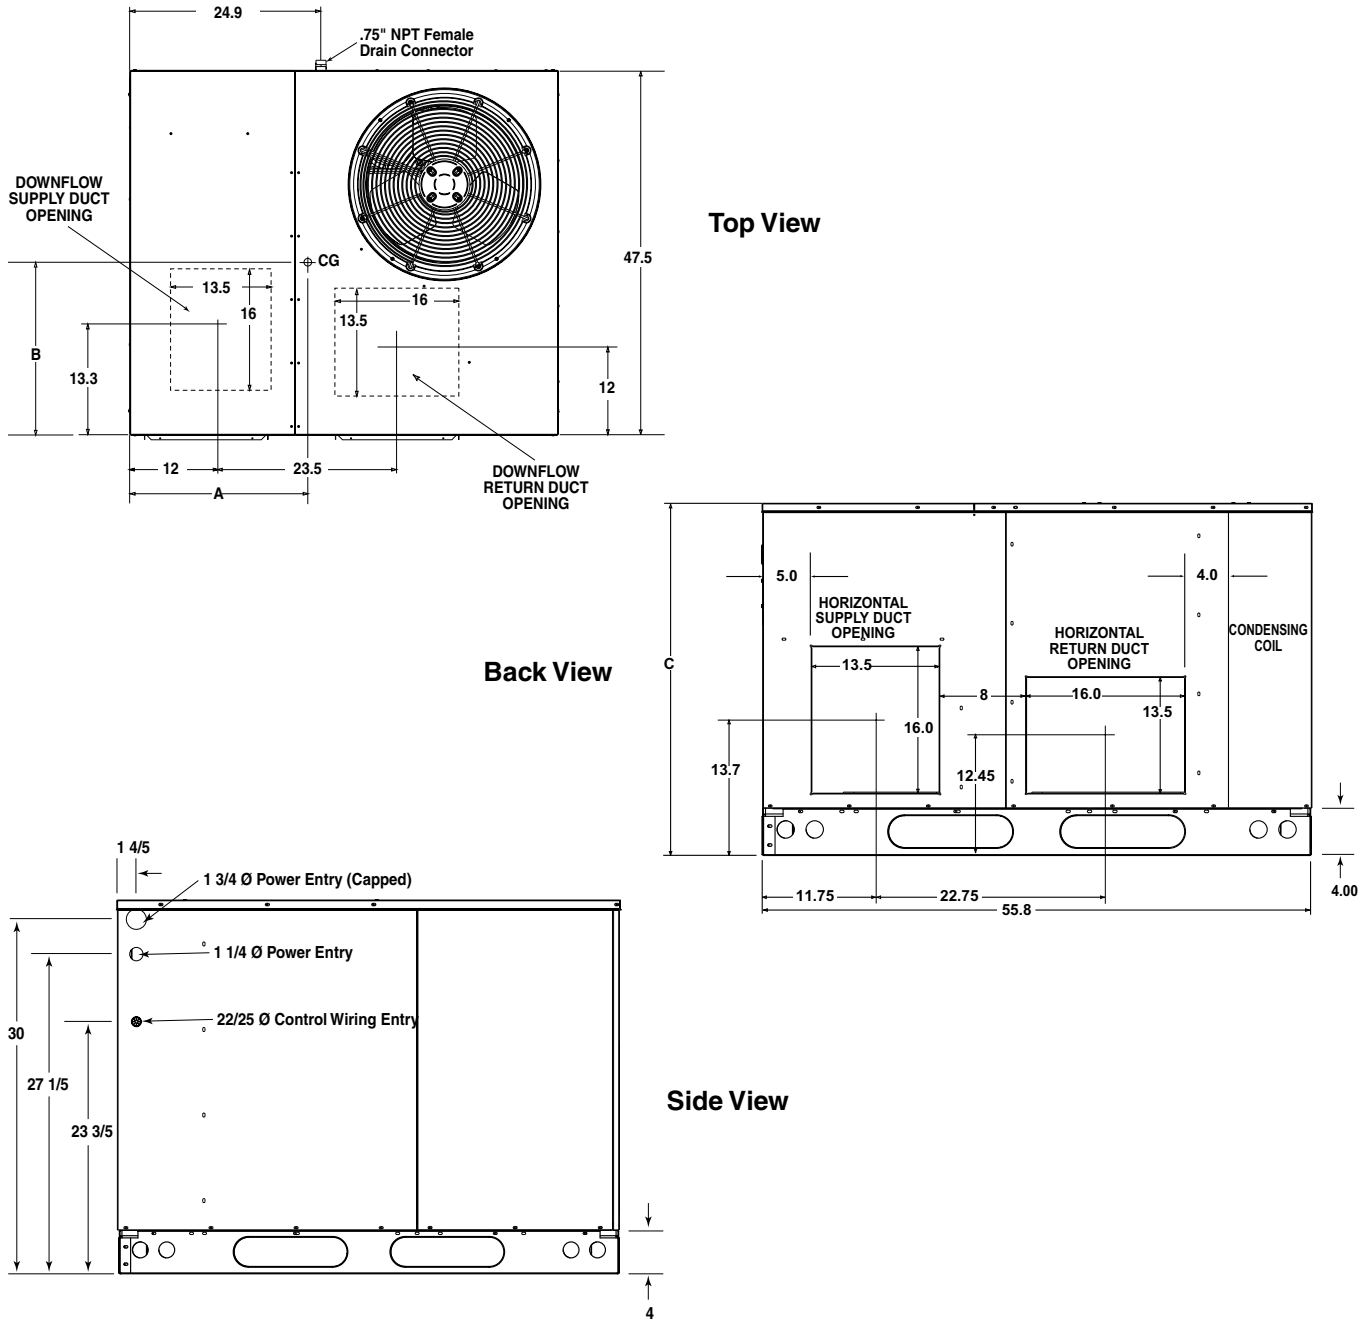 24.9
.75" NPT Female
Drain Connector
DOWNFLOW
SUPPLY DUCT
OPENING
Top View
CG
47.5
13.5
16
16
13.5
B
13.3
12
12
23.5
A
DOWNFLOW
RETURN DUCT
OPENING
Back View
5.0
4.0
HORIZONTAL
SUPPLY DUCT
OPENING
HORIZONTAL
RETURN DUCT
OPENING
CONDENSING
COIL
C
13.5
8
16.0
16.0
13.5
13.7
12.45
11.75
22.75
4.00
55.8
1 4/5
1 3/4 Ø Power Entry (Capped)
1 1/4 Ø Power Entry
22/25 Ø Control Wiring Entry
30
27 1/5
23 3/5
Side View
4